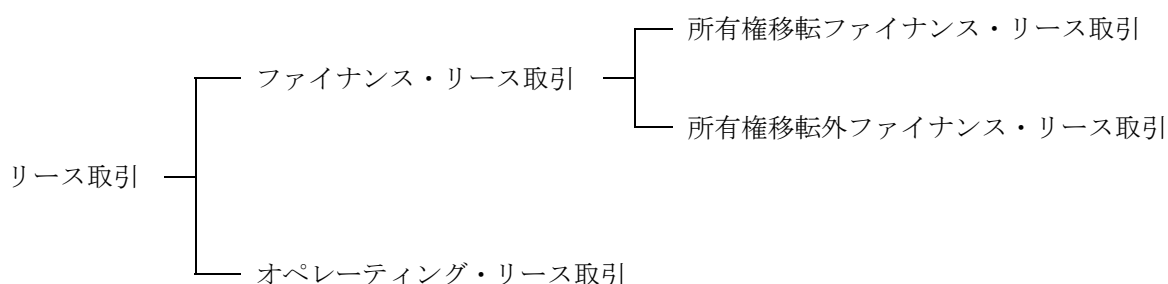 所有権移転ファイナンス・リース取引
ファイナンス・リース取引
所有権移転外ファイナンス・リース取引
リース取引
オペレーティング・リース取引